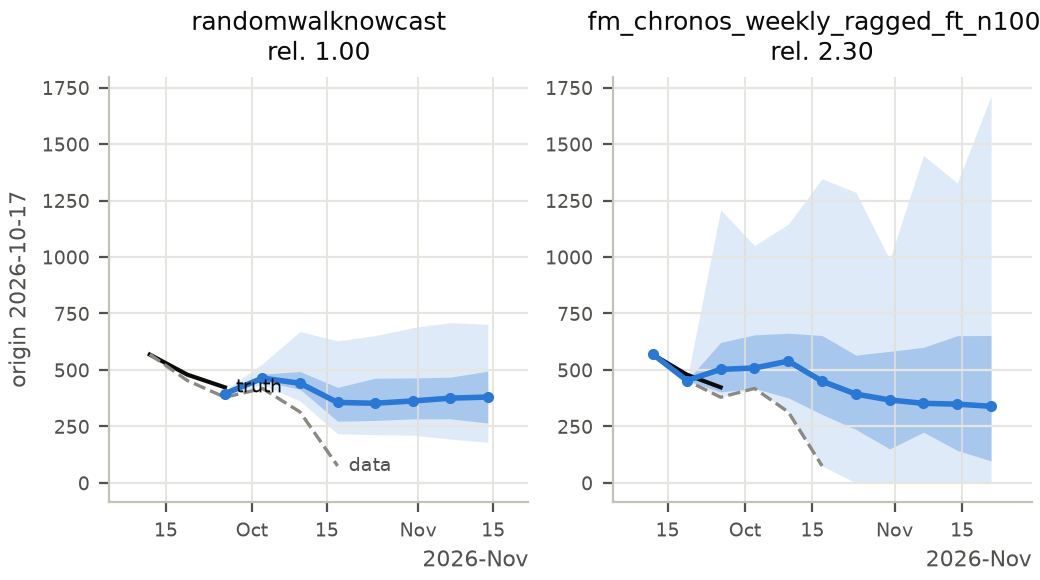 randomwalknowcast
rel. 1.00
fm_chronos_weekly_ragged_ft_n100
rel. 2.30
origin 2026-10-17
1750
1500
1250
1000
750
500
250
0
truth
data
15
Oct
15
Nov
15
2026-Nov
1750
1500
1250
1000
750
500
250
0
15
Oct
15
Nov
15
2026-Nov